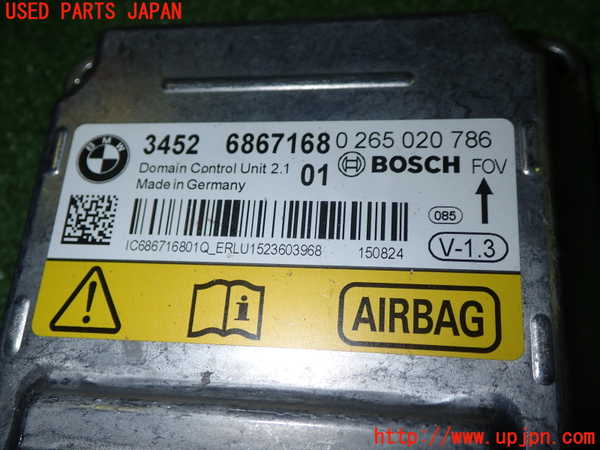 USED PARTS JAPAN
BMW
3452 6867168 0 265 020 786
Domain Control Unit 2.1 01 BOSCH FOV
Made in Germany
085
V-1.3
IC686716801Q_ERLU1523603968 150824
AIRBAG
http://www.upjpn.com